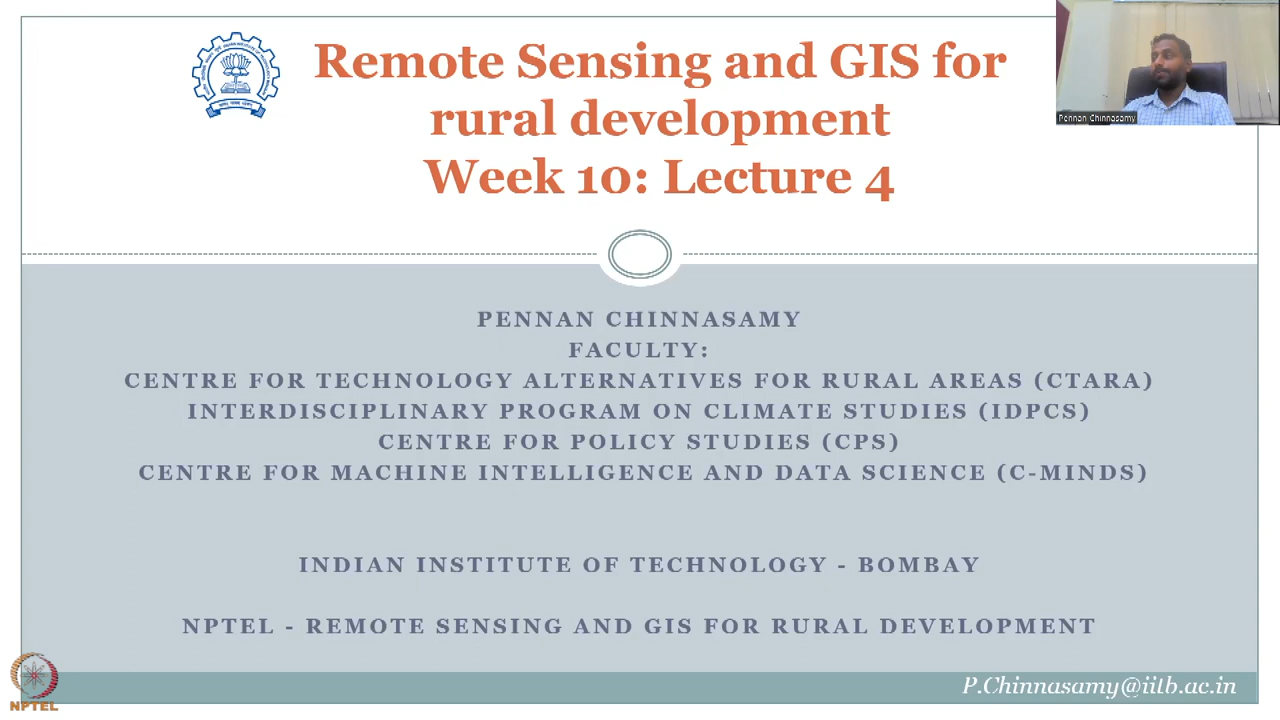 Remote Sensing and GIS for
rural development
Week 10: Lecture 4
Pennan Chinnasamy
PENNAN CHINNASAMY
FACULTY:
CENTRE FOR TECHNOLOGY ALTERNATIVES FOR RURAL AREAS (CTARA)
INTERDISCIPLINARY PROGRAM ON CLIMATE STUDIES (IDPCS)
CENTRE FOR POLICY STUDIES (CPS)
CENTRE FOR MACHINE INTELLIGENCE AND DATA SCIENCE (C-MINDS)
INDIAN INSTITUTE OF TECHNOLOGY - BOMBAY
NPTEL - REMOTE SENSING AND GIS FOR RURAL DEVELOPMENT
NPTEL
P.Chinnasamy@iitb.ac.in